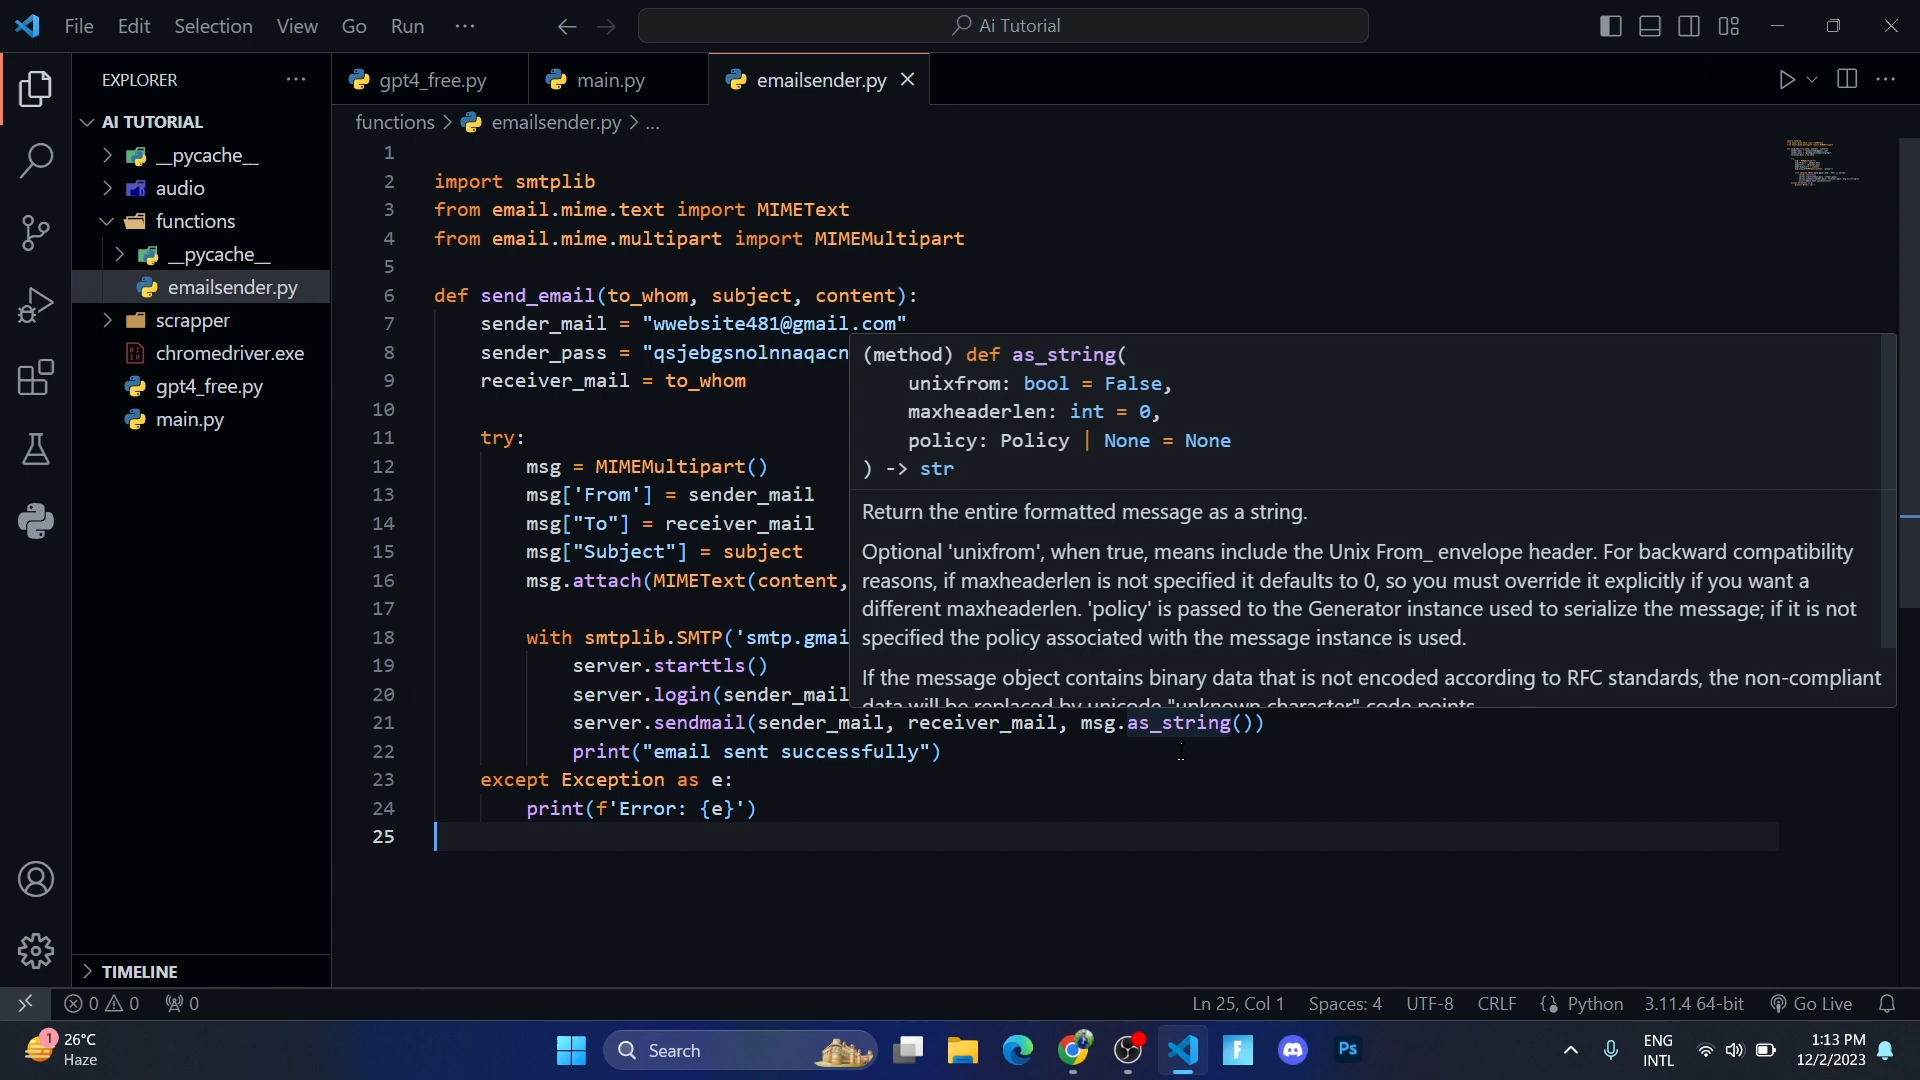 File Edit Selection View Go Run ···
Ai Tutorial
EXPLORER ···
gpt4_free.py
main.py
emailsender.py
AI TUTORIAL
__pycache__
audio
functions
__pycache__
emailsender.py
scrapper
chromedriver.exe
gpt4_free.py
main.py
TIMELINE
functions > emailsender.py > ...
1
2 import smtplib
3 from email.mime.text import MIMEText
4 from email.mime.multipart import MIMEMultipart
5
6 def send_email(to_whom, subject, content):
7 sender_mail = "wwebsite481@gmail.com"
8 sender_pass = "qsjebgsnolnnaqacn
9 receiver_mail = to_whom
10
11 try:
12 msg = MIMEMultipart()
13 msg['From'] = sender_mail
14 msg["To"] = receiver_mail
15 msg["Subject"] = subject
16 msg.attach(MIMEText(content,
17
18 with smtplib.SMTP('smtp.gmai
19 server.starttls()
20 server.login(sender_mail
21 server.sendmail(sender_mail, receiver_mail, msg.as_string())
22 print("email sent successfully")
23 except Exception as e:
24 print(f'Error: {e}')
25
(method) def as_string(
unixfrom: bool = False,
maxheaderlen: int = 0,
policy: Policy | None = None
) -> str
Return the entire formatted message as a string.
Optional 'unixfrom', when true, means include the Unix From_ envelope header. For backward compatibility
reasons, if maxheaderlen is not specified it defaults to 0, so you must override it explicitly if you want a
different maxheaderlen. 'policy' is passed to the Generator instance used to serialize the message; if it is not
specified the policy associated with the message instance is used.
If the message object contains binary data that is not encoded according to RFC standards, the non-compliant
data will be replaced by unicode "unknown character" code points.
0 0 0
Ln 25, Col 1 Spaces: 4 UTF-8 CRLF Python 3.11.4 64-bit Go Live
1
26°C
Haze
Search
Ps
ENG
INTL
1:13 PM
12/2/2023